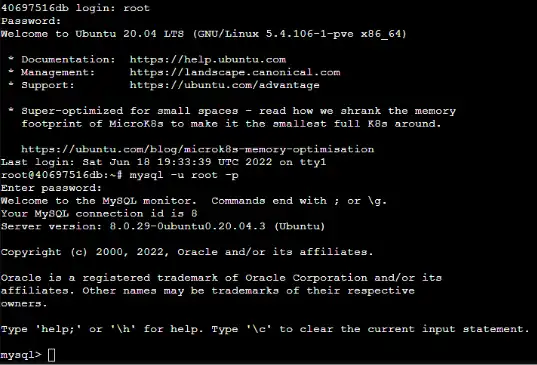 40697516db login: root
Password:
Welcome to Ubuntu 20.04 LTS (GNU/Linux 5.4.106-1-pve x86_64)
* Documentation: https://help.ubuntu.com
* Management: https://landscape.canonical.com
* Support: https://ubuntu.com/advantage
* Super-optimized for small spaces - read how we shrank the memory
footprint of MicroK8s to make it the smallest full K8s around.
https://ubuntu.com/blog/microk8s-memory-optimisation
Last login: Sat Jun 18 19:33:39 UTC 2022 on tty1
root@40697516db:~# mysql -u root -p
Enter password:
Welcome to the MySQL monitor.  Commands end with ; or \g.
Your MySQL connection id is 8
Server version: 8.0.29-0ubuntu0.20.04.3 (Ubuntu)
Copyright (c) 2000, 2022, Oracle and/or its affiliates.
Oracle is a registered trademark of Oracle Corporation and/or its
affiliates. Other names may be trademarks of their respective
owners.
Type 'help;' or '\h' for help. Type '\c' to clear the current input statement.
mysql>